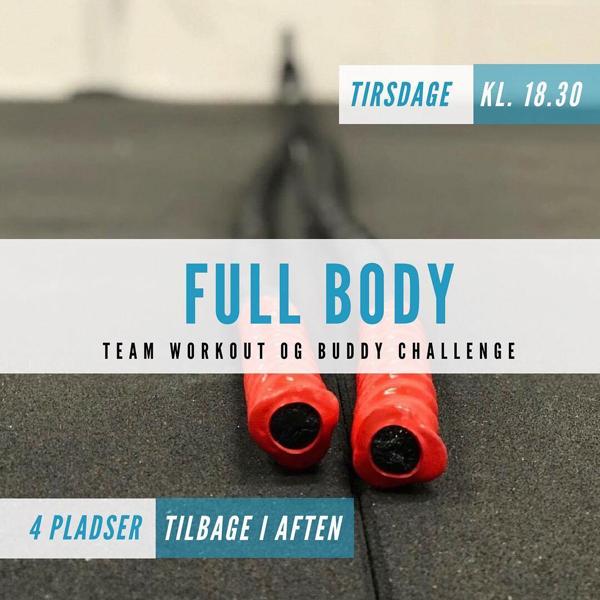 TIRSDAGE KL. 18.30
FULL BODY
TEAM WORKOUT OG BUDDY CHALLENGE
4 PLADSER TILBAGE I AFTEN